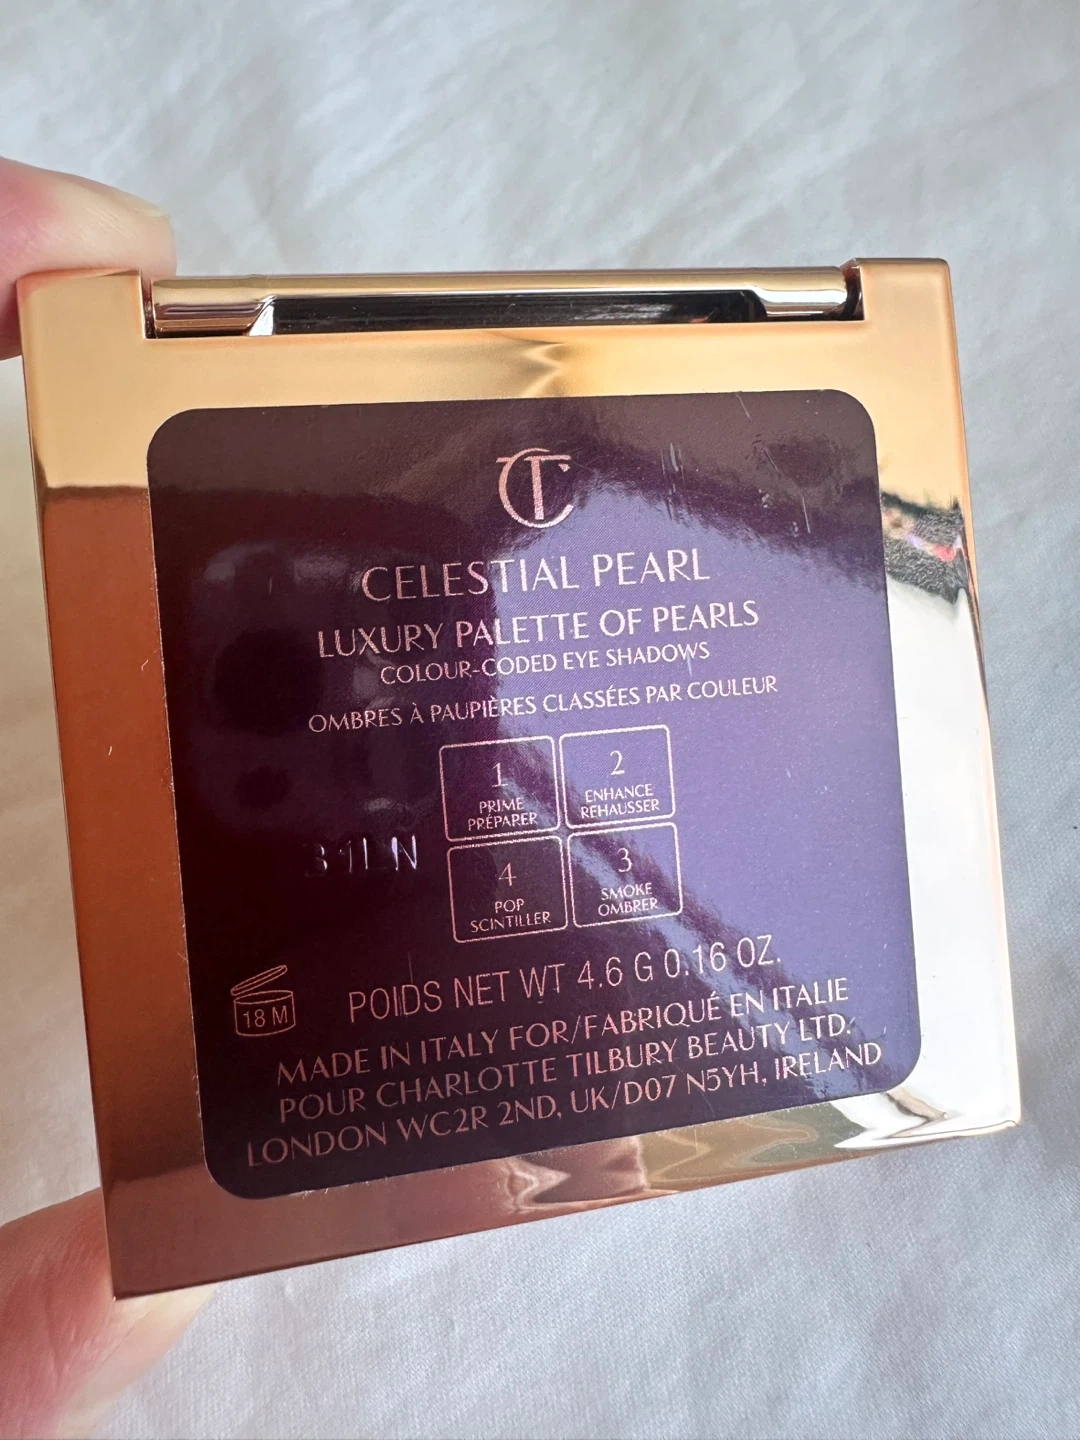 CT
CELESTIAL PEARL
LUXURY PALETTE OF PEARLS
COLOUR-CODED EYE SHADOWS
OMBRES À PAUPIÈRES CLASSÉES PAR COULEUR
1
PRIME
PRÉPARER
2
ENHANCE
REHAUSSER
4
POP
SCINTILLER
3
SMOKE
OMBRER
18 M
POIDS NET WT 4.6 G 0.16 OZ.
MADE IN ITALY FOR/FABRIQUÉ EN ITALIE
POUR CHARLOTTE TILBURY BEAUTY LTD.
LONDON WC2R 2ND, UK/D07 N5YH, IRELAND